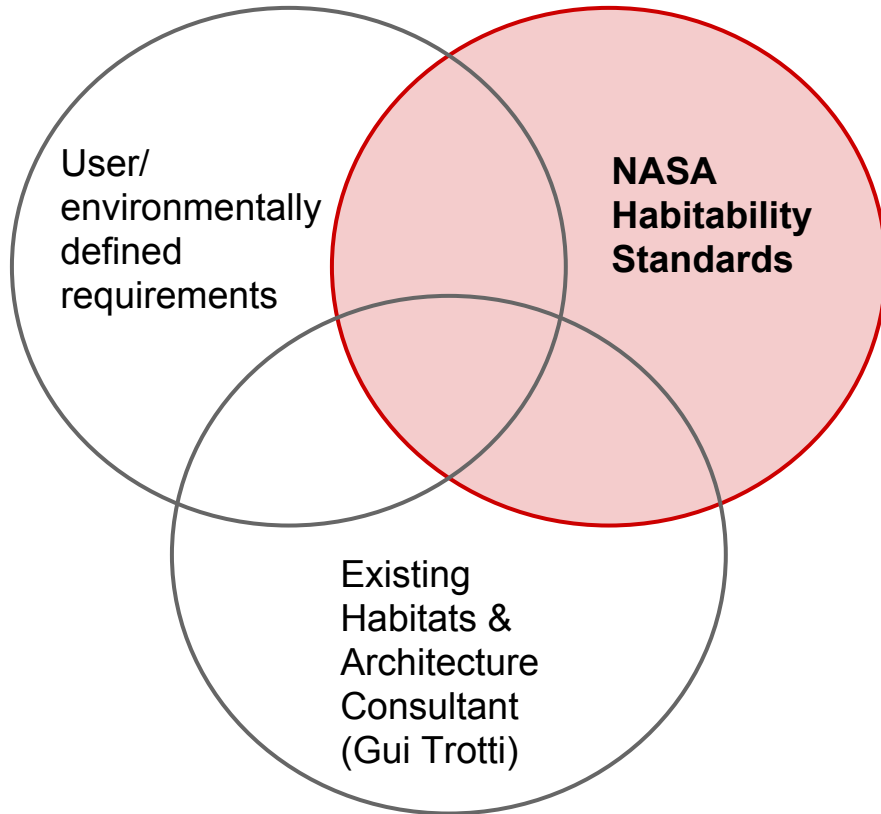 User/
environmentally
defined
requirements
NASA
Habitability
Standards
Existing
Habitats &
Architecture
Consultant
(Gui Trotti)